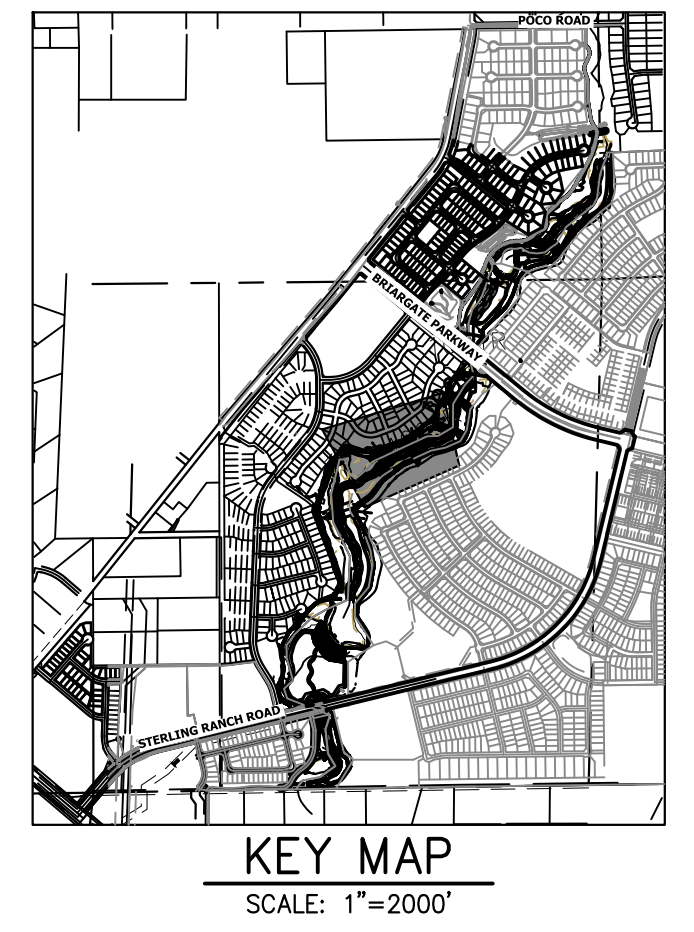 POCO ROAD
BRIARGATE PARKWAY
STERLING RANCH ROAD
KEY MAP
SCALE: 1"=2000'